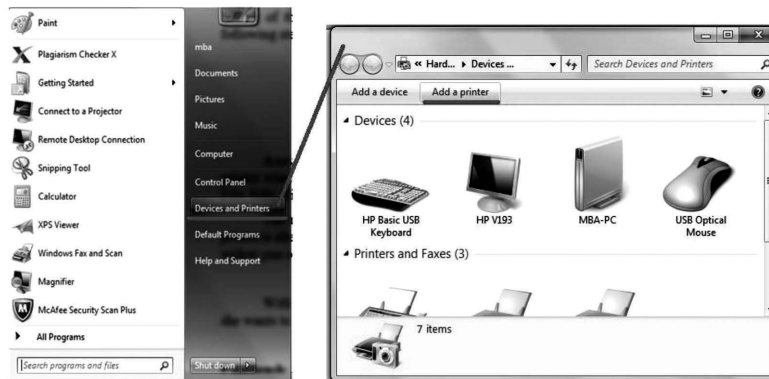 Paint
Plagiarism Checker X
Getting Started
Connect to a Projector
Remote Desktop Connection
Snipping Tool
Calculator
XPS Viewer
Windows Fax and Scan
Magnifier
McAfee Security Scan Plus
All Programs
Search programs and files
mba
Documents
Pictures
Music
Computer
Control Panel
Devices and Printers
Default Programs
Help and Support
Shut down
« Hard... Devices ...
Search Devices and Printers
Add a device Add a printer
Devices (4)
HP Basic USB
Keyboard
HP V193
MBA-PC
USB Optical
Mouse
Printers and Faxes (3)
7 items